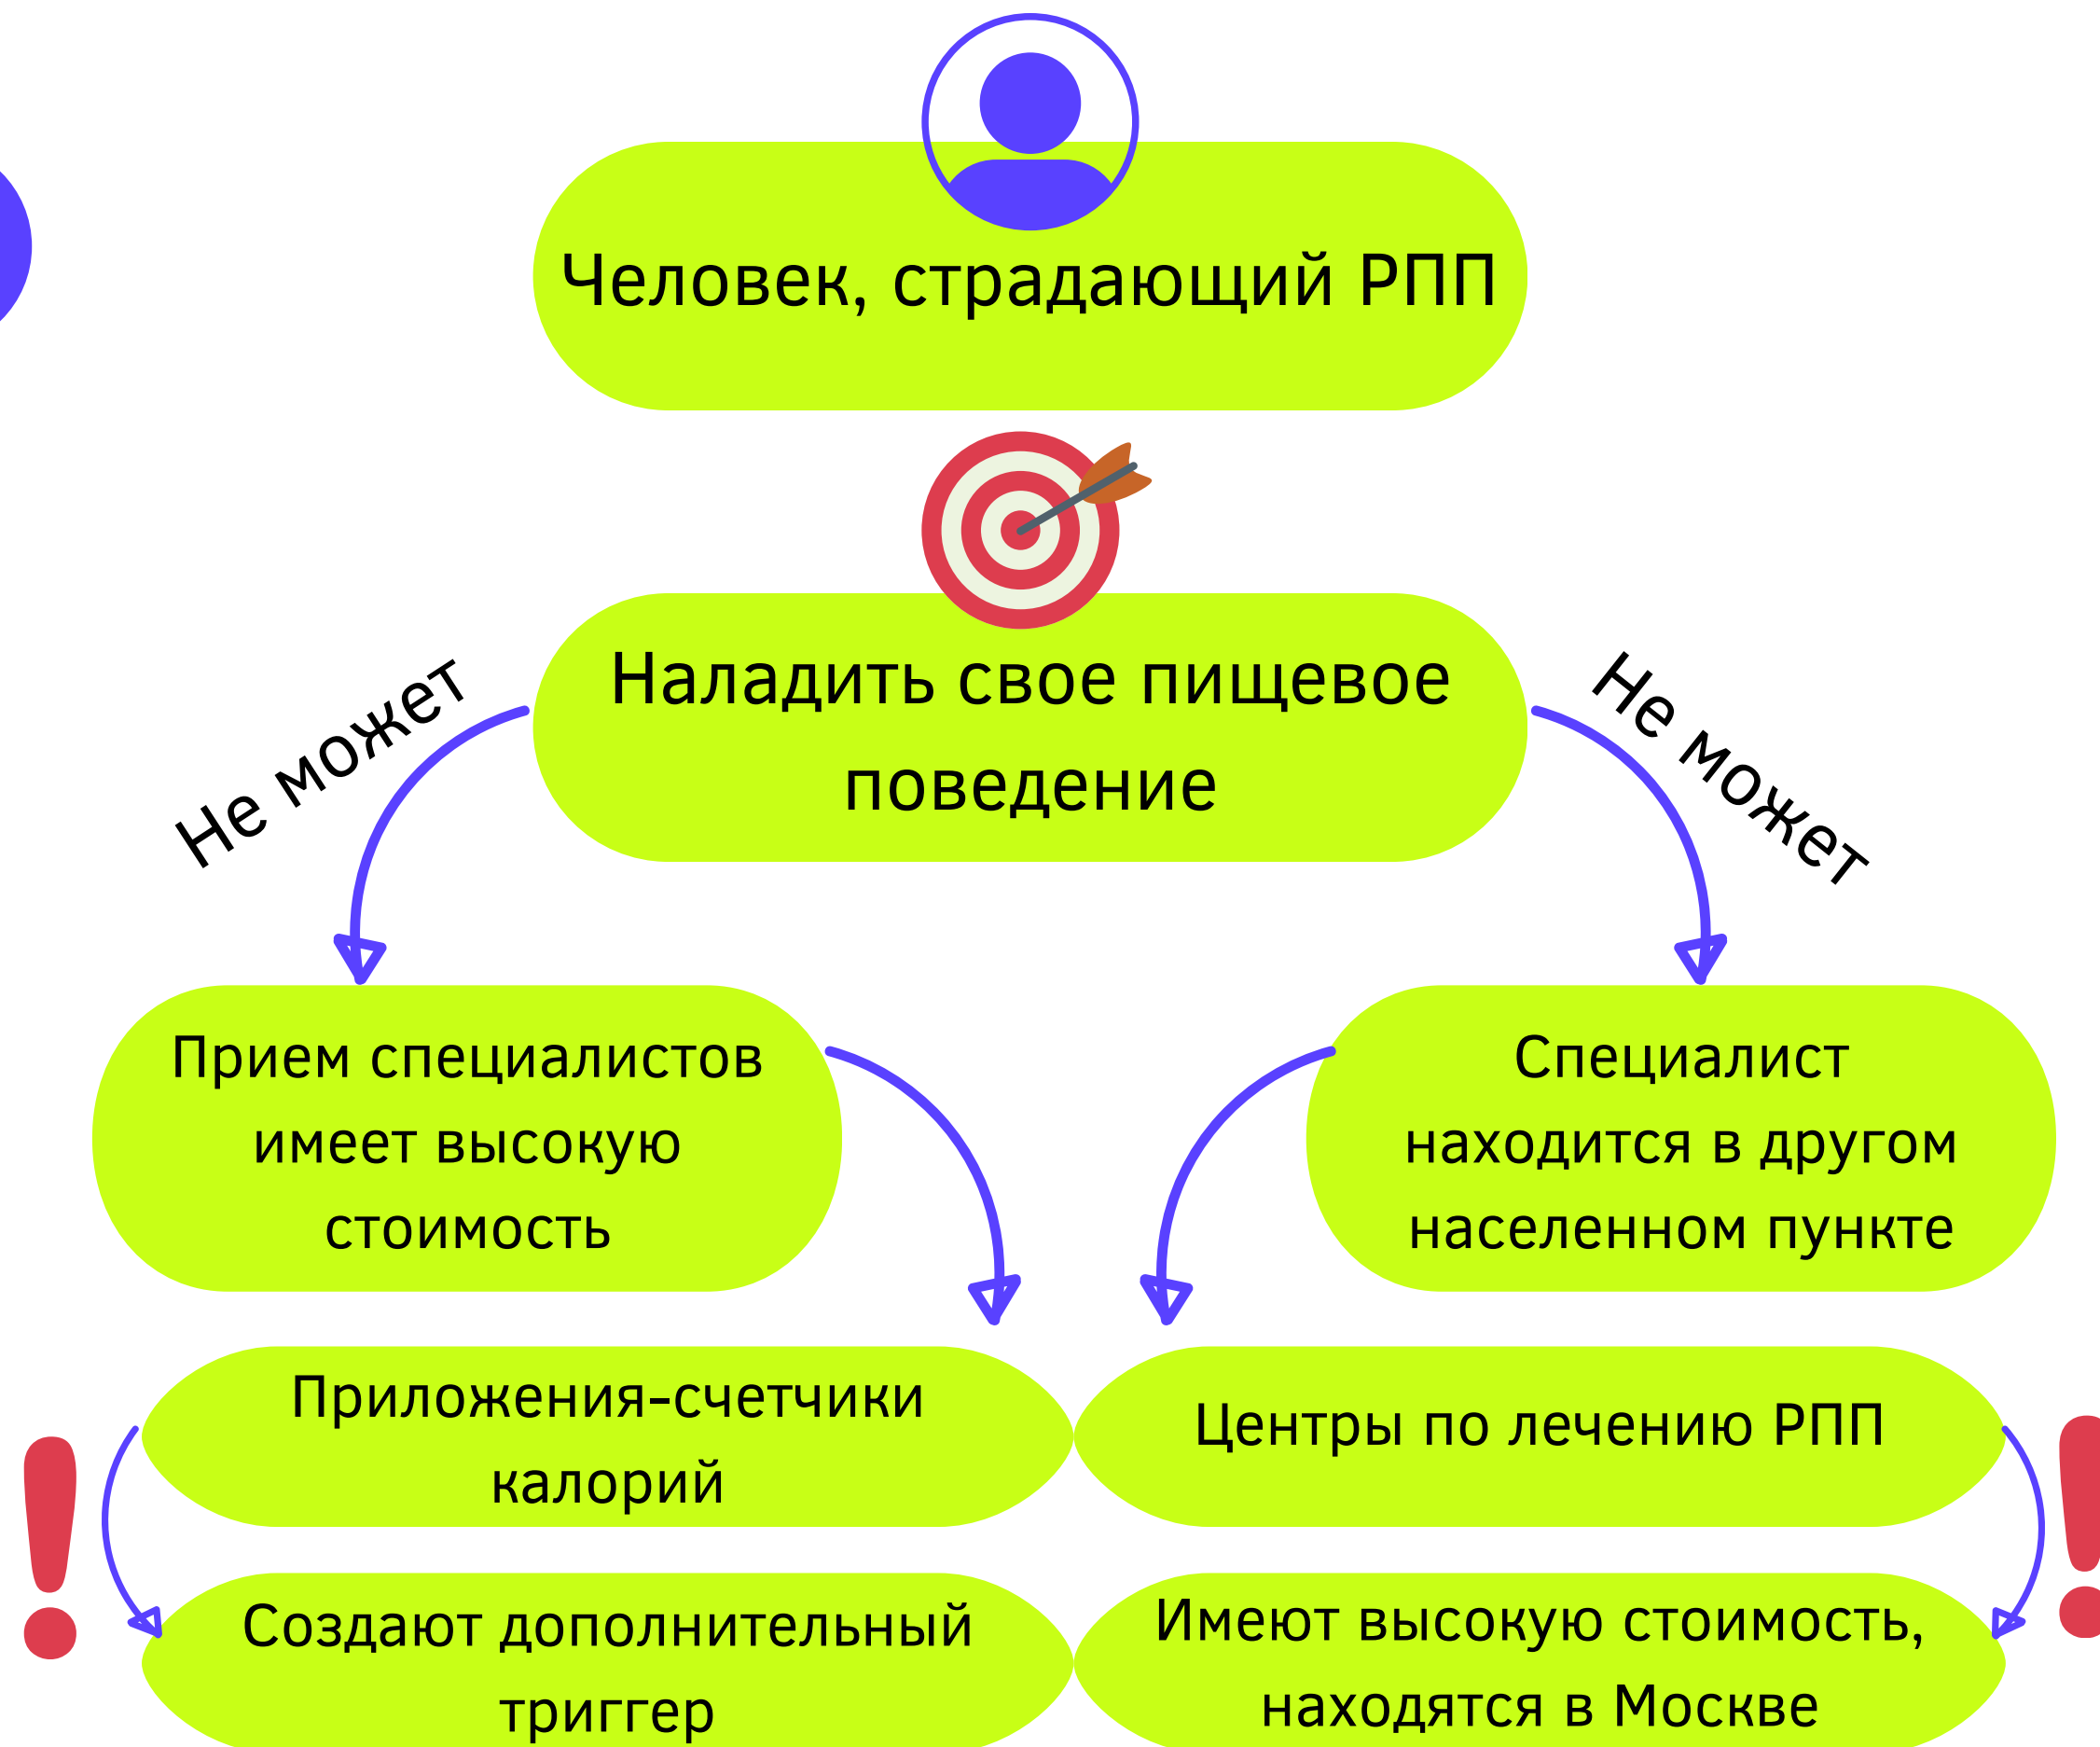 Человек, страдающий РПП
Наладить свое пищевое
поведение
Не может
Не может
Прием специалистов
имеет высокую
стоимость
Специалист
находится в другом
населенном пункте
Приложения-счетчики
калорий
Центры по лечению РПП
Создают дополнительный
триггер
Имеют высокую стоимость,
находятся в Москве